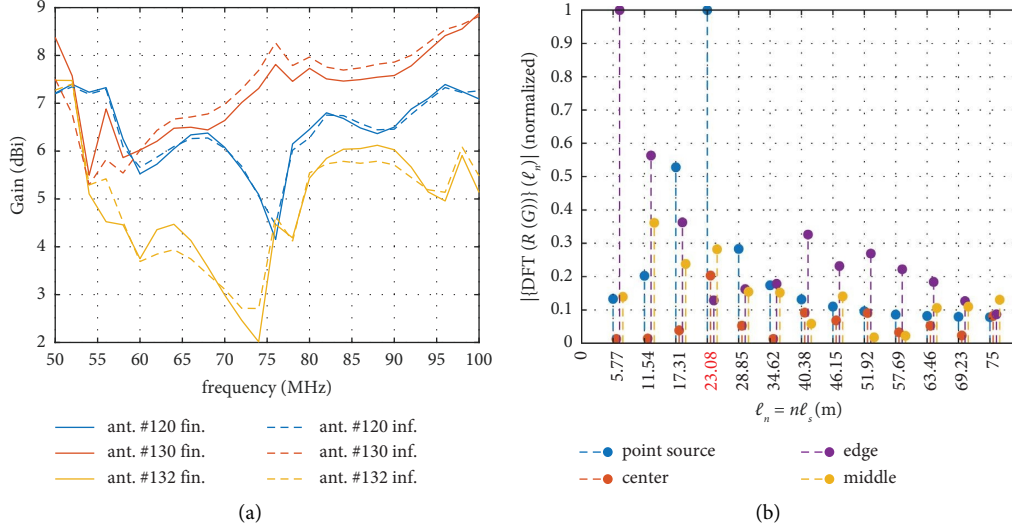 9
8
7
6
5
4
3
2
Gain (dBi)
50 55 60 65 70 75 80 85 90 95 100
frequency (MHz)
ant. #120 fin. ant. #120 inf.
ant. #130 fin. ant. #130 inf.
ant. #132 fin. ant. #132 inf.
(a)
1
0.9
0.8
0.7
0.6
0.5
0.4
0.3
0.2
0.1
0
|{DFT (R (G))} (ℓn)| (normalized)
0 5.77 11.54 17.31 23.08 28.85 34.62 40.38 46.15 51.92 57.69 63.46 69.23 75
ℓn = nℓs (m)
point source edge
center middle
(b)